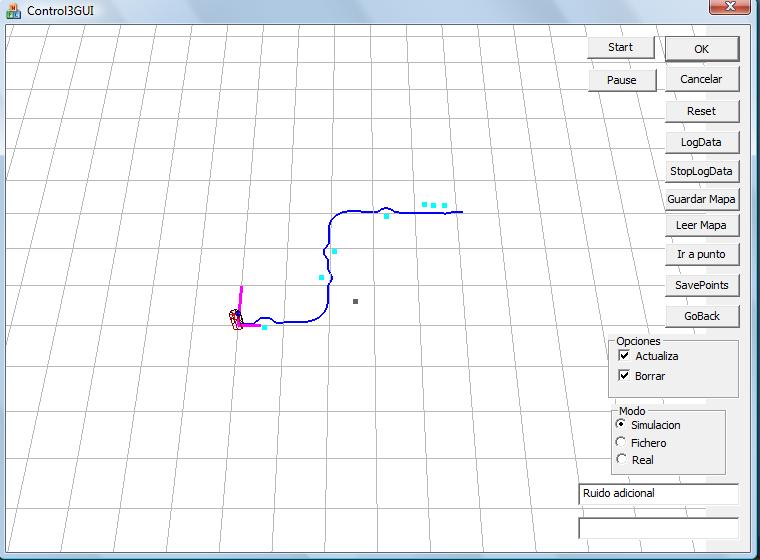 Control3GUI
Start
OK
Pause
Cancelar
Reset
LogData
StopLogData
Guardar Mapa
Leer Mapa
Ir a punto
SavePoints
GoBack
Opciones
Actualiza
Borrar
Modo
Simulacion
Fichero
Real
Ruido adicional